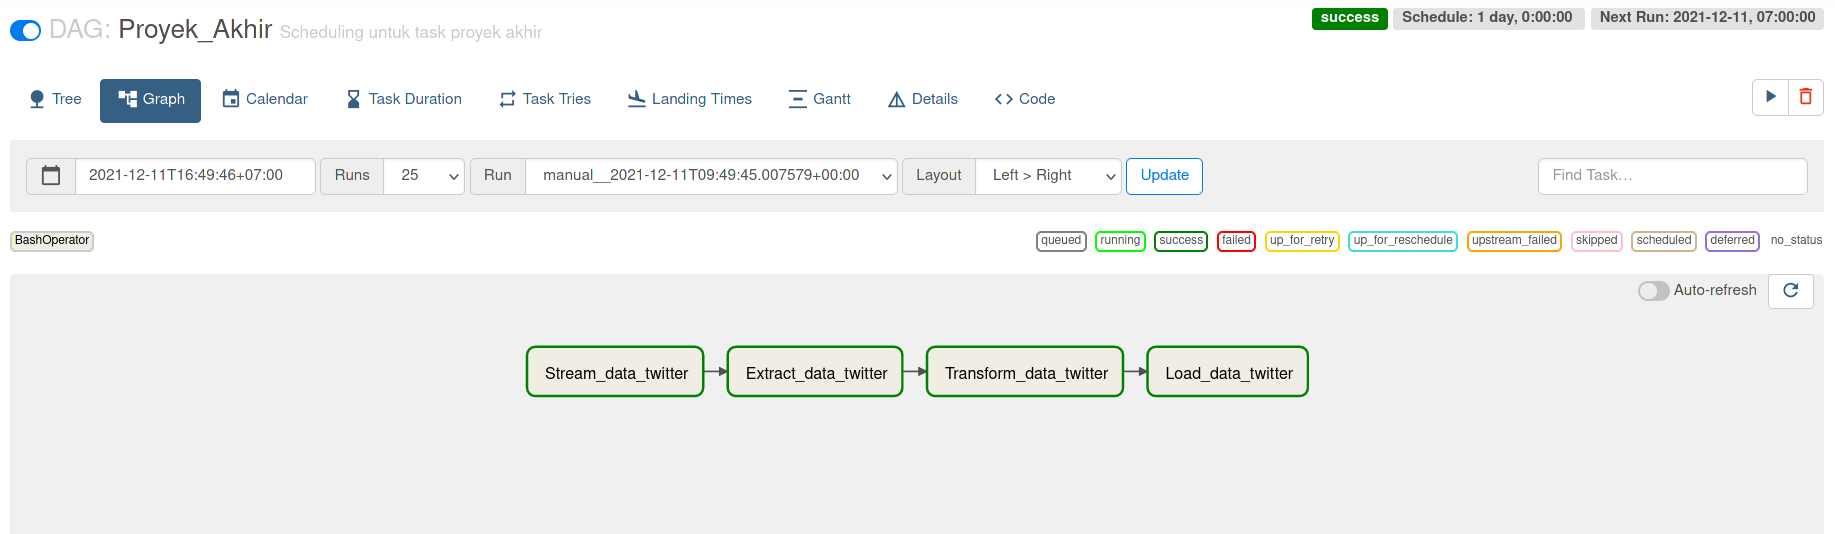 DAG: Proyek_Akhir Scheduling untuk task proyek akhir
success Schedule: 1 day, 0:00:00 Next Run: 2021-12-11, 07:00:00
Tree Graph Calendar Task Duration Task Tries Landing Times Gantt Details Code
2021-12-11T16:49:46+07:00 Runs 25 Run manual__2021-12-11T09:49:45.007579+00:00 Layout Left > Right Update Find Task...
BashOperator queued running success failed up_for_retry up_for_reschedule upstream_failed skipped scheduled deferred no_status
Auto-refresh
Stream_data_twitter Extract_data_twitter Transform_data_twitter Load_data_twitter